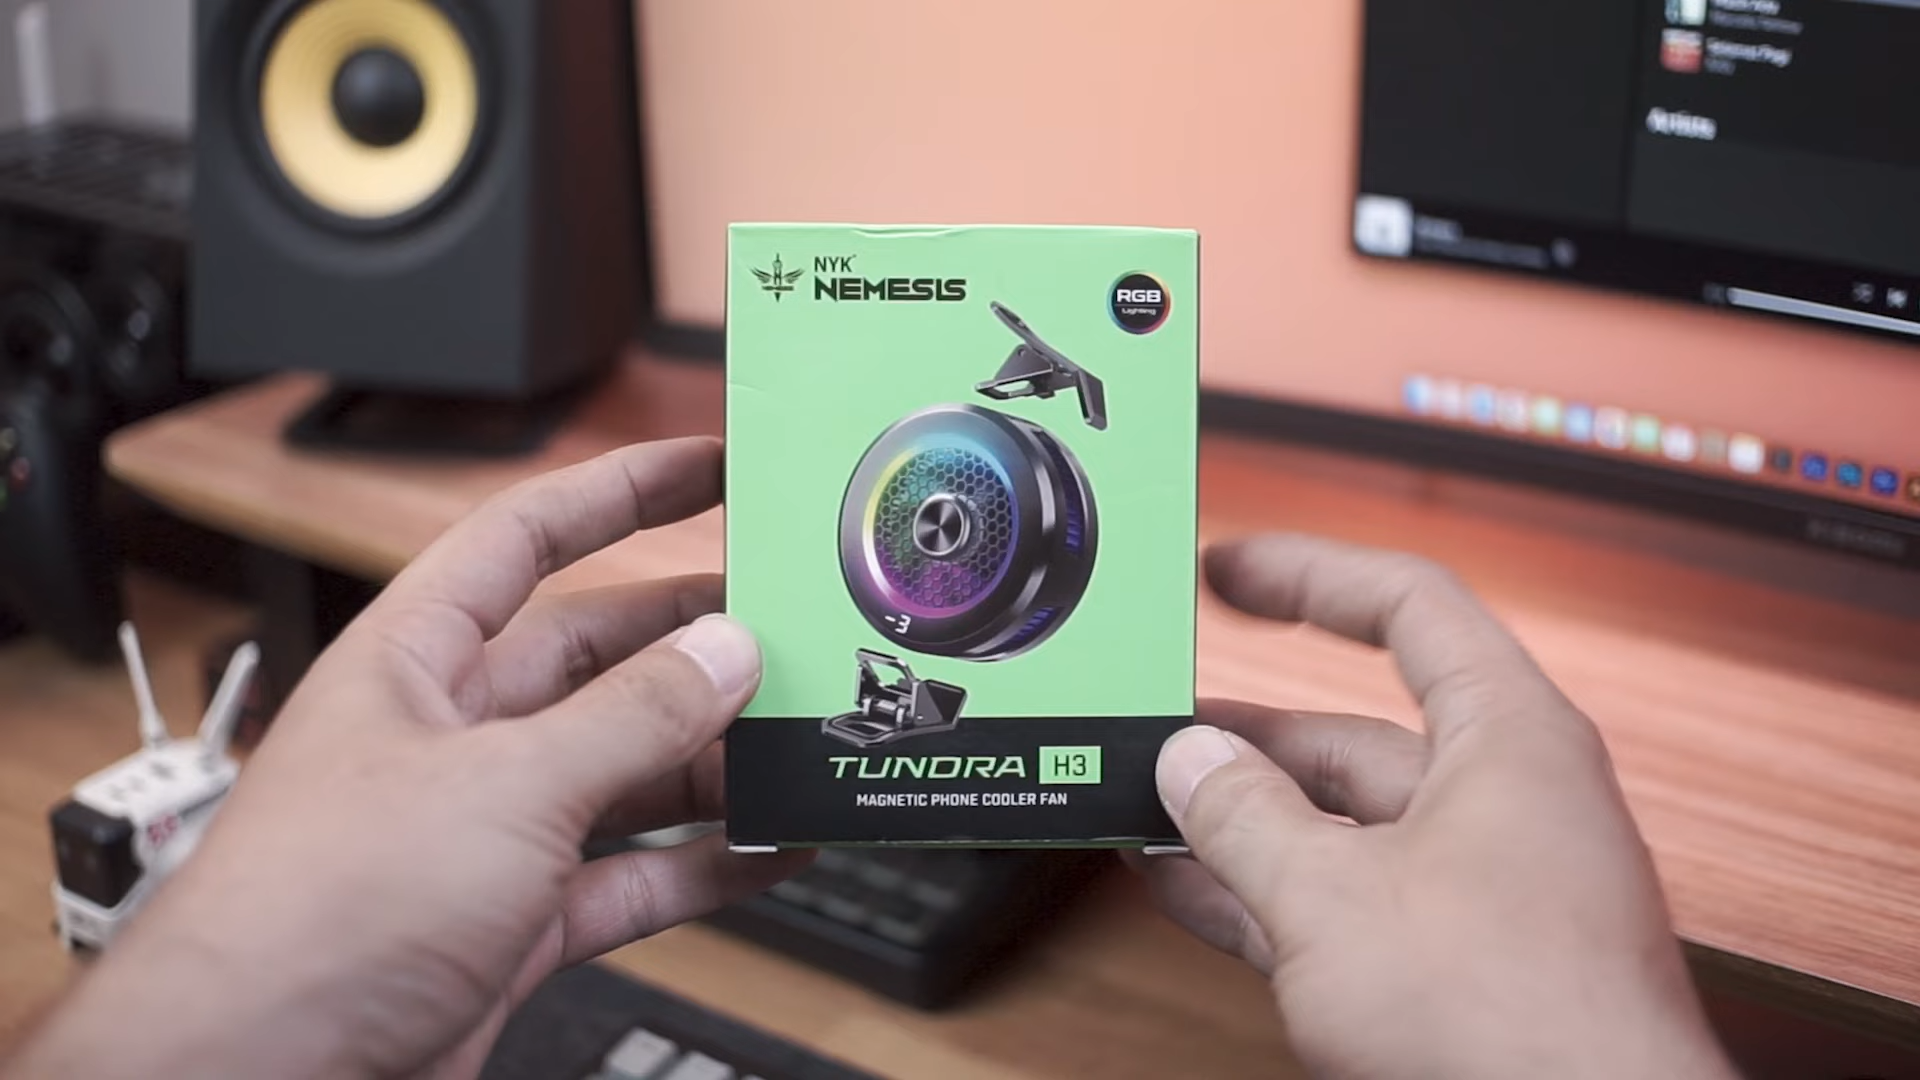 NYK
NEMESIS
RGB
Lighting
-3
TUNDRA H3
MAGNETIC PHONE COOLER FAN